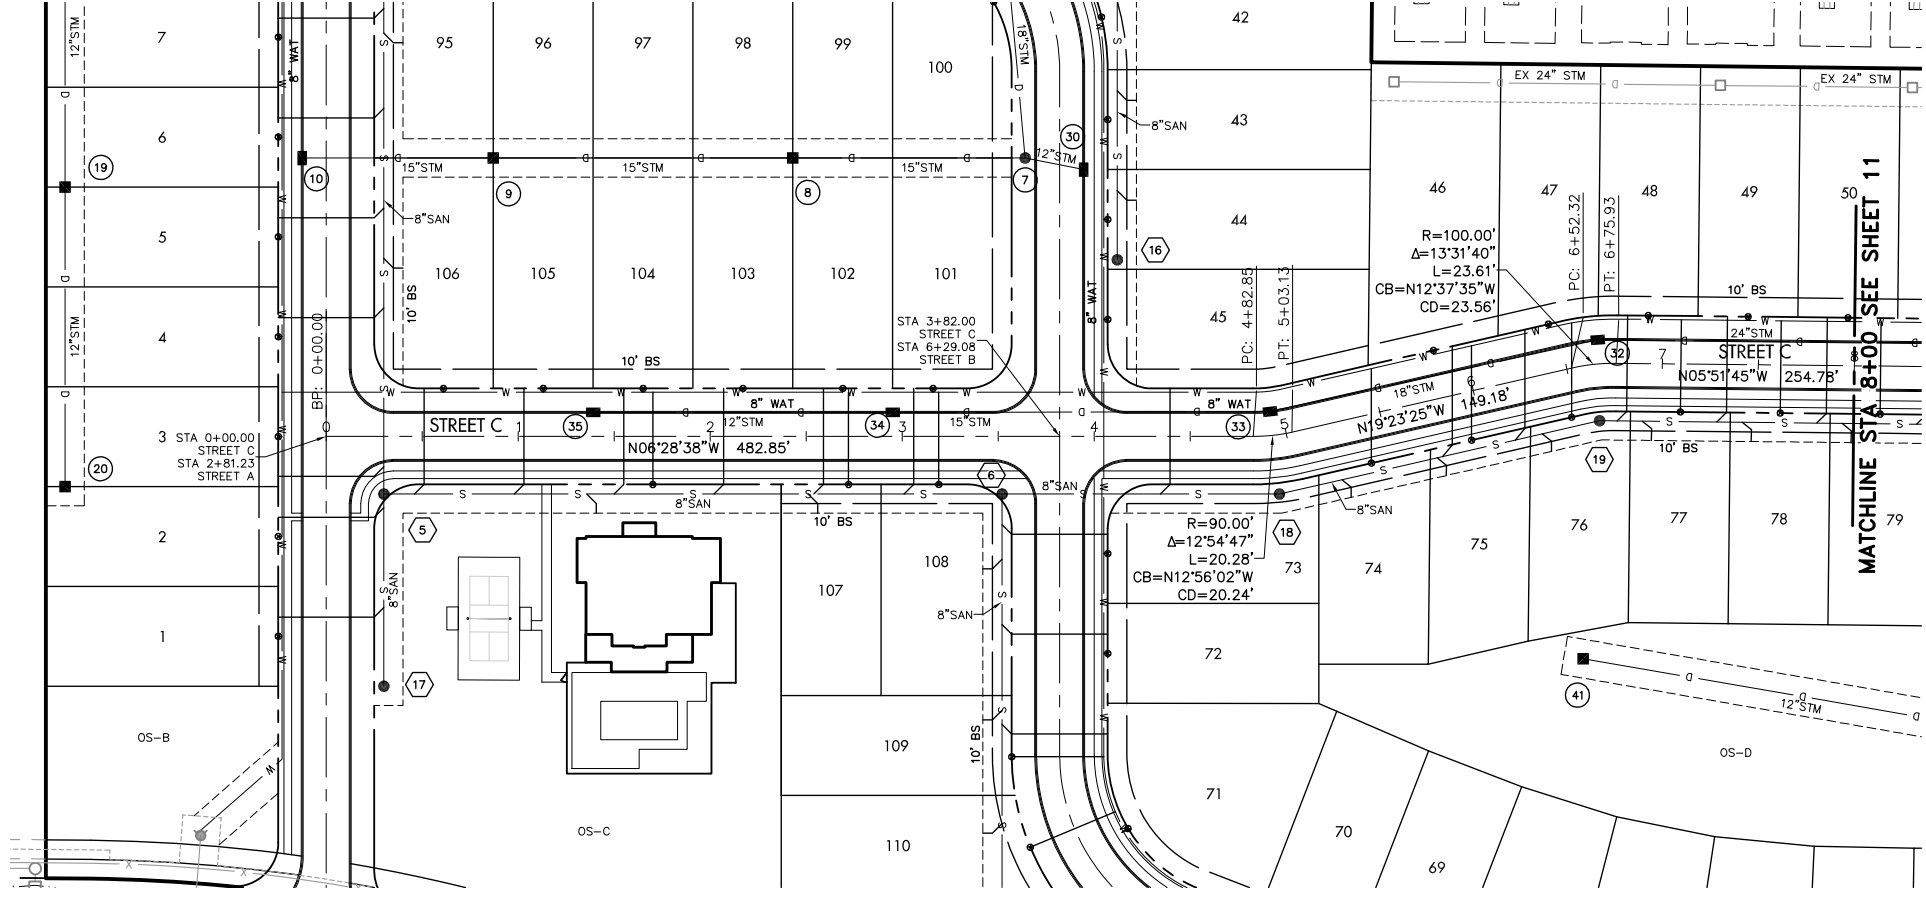 7
95
96
97
98
99
100
42
43
44
45
46
47
48
49
50
12"STM
8" WAT
18"STM
EX 24" STM
EX 24" STM
6
5
4
3
2
1
19
10
9
8
7
30
16
15"STM
15"STM
15"STM
12"STM
8"SAN
8"SAN
106
105
104
103
102
101
10' BS
10' BS
10' BS
12"STM
BP: 0+00.00
8" WAT
STA 3+82.00
STREET C
STA 6+29.08
STREET B
PC: 4+82.85
PT: 5+03.13
R=100.00'
Δ=13°31'40"
L=23.61'
CB=N12°37'35"W
CD=23.56'
PC: 6+52.32
PT: 6+75.93
24"STM
32
7
STREET C
N05°51'45"W 254.78'
MATCHLINE STA 8+00 SEE SHEET 11
8
STA 0+00.00
STREET C
STA 2+81.23
STREET A
20
0
STREET C
1
35
2
34
3
4
33
5
6
8" WAT
8" WAT
12"STM
15"STM
18"STM
N06°28'38"W 482.85'
N19°23'25"W 149.18'
19
10' BS
6
8"SAN
8"SAN
8"SAN
10' BS
5
17
8"SAN
18
R=90.00'
Δ=12°54'47"
L=20.28'
CB=N12°56'02"W
CD=20.24'
107
108
109
110
8"SAN
10' BS
73
74
75
76
77
78
79
72
71
70
69
41
12"STM
OS-B
OS-C
OS-D